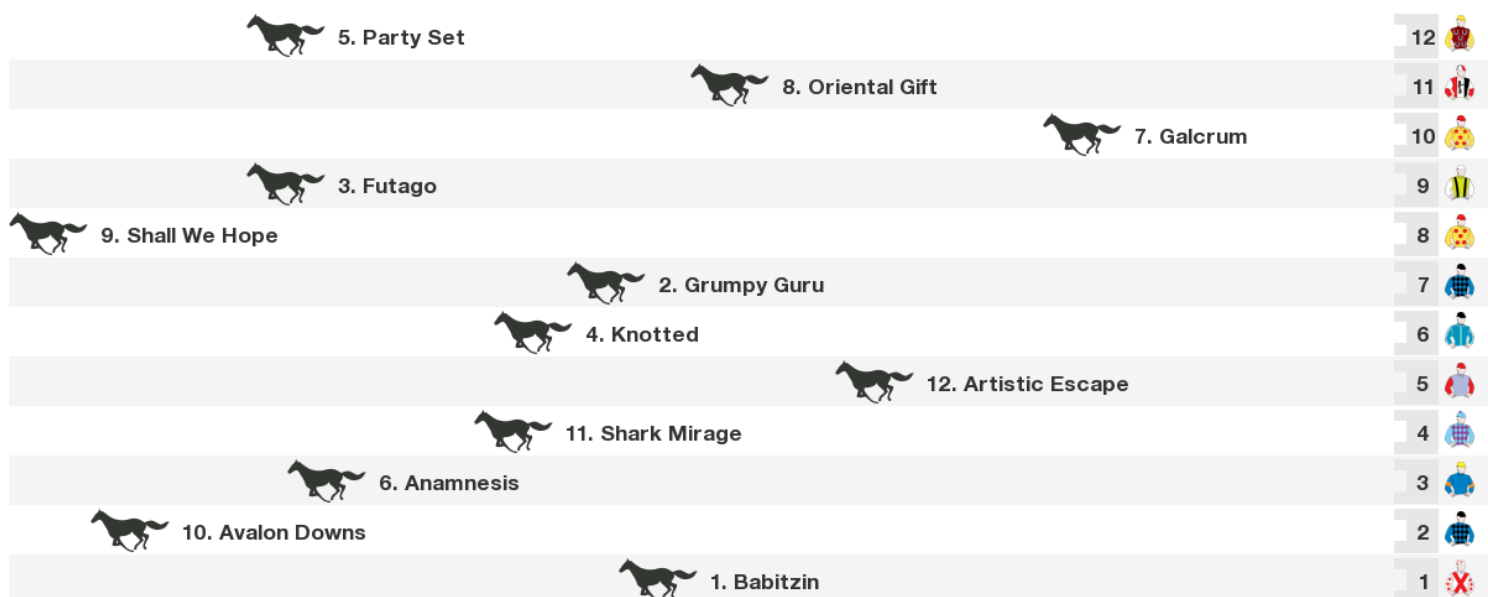 5. Party Set 12
8. Oriental Gift 11
7. Galcrum 10
3. Futago 9
9. Shall We Hope 8
2. Grumpy Guru 7
4. Knotted 6
12. Artistic Escape 5
11. Shark Mirage 4
6. Anamnesis 3
10. Avalon Downs 2
1. Babitzin 1